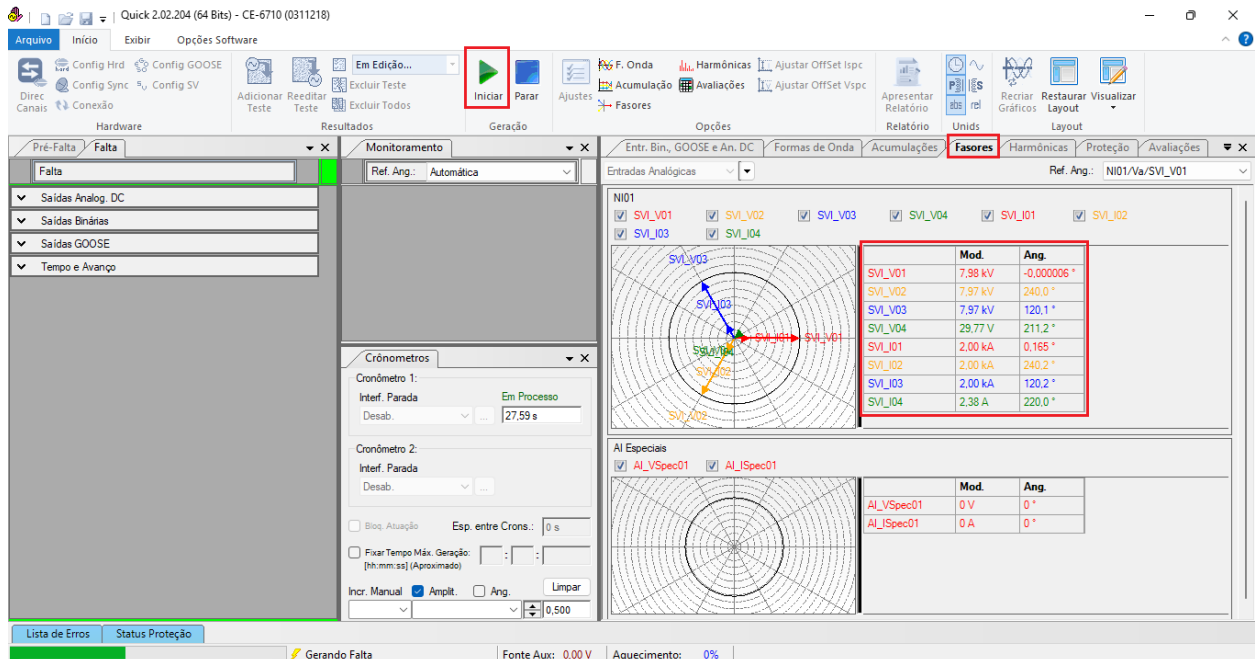 Quick 2.02.204 (64 Bits) - CE-6710 (0311218)
Arquivo Início Exibir Opções Software
Direc Canais
Config Hrd Config GOOSE
Config Sync Config SV
Conexão
Hardware
Adicionar Teste
Reeditar Teste
Em Edição...
Excluir Teste
Excluir Todos
Resultados
Iniciar Parar
Geração
Ajustes
F. Onda Harmônicas Ajustar OffSet Ispc
Acumulação Avaliações Ajustar OffSet Vspc
Fasores
Opções
Apresentar Relatório
Relatório
abs rel
Unids
Recriar Gráficos
Restaurar Layout
Visualizar
Layout
Pré-Falta Falta
Falta
Saídas Analog. DC
Saídas Binárias
Saídas GOOSE
Tempo e Avanço
Monitoramento
Ref. Ang.: Automática
Crônometros
Cronômetro 1:
Interf. Parada Em Processo
Desab. ... 27,59 s
Cronômetro 2:
Interf. Parada
Desab. ...
Bloq. Atuação Esp. entre Crons.: 0 s
Fixar Tempo Máx. Geração: : :
[hh:mm:ss] (Aproximado)
Incr. Manual Amplit. Ang. Limpar
0,500
Entr. Bin., GOOSE e An. DC Formas de Onda Acumulações Fasores Harmônicas Proteção Avaliações
Entradas Analógicas Ref. Ang.: NI01/Va/SVI_V01
NI01
SVI_V01 SVI_V02 SVI_V03 SVI_V04 SVI_I01 SVI_I02
SVI_I03 SVI_I04
SVI_V03
SVI_I03
SVI_I01 SVI_V01
SVI_I02
SVI_V02
Mod. Ang.
SVI_V01 7,98 kV -0,000006 °
SVI_V02 7,97 kV 240,0 °
SVI_V03 7,97 kV 120,1 °
SVI_V04 29,77 V 211,2 °
SVI_I01 2,00 kA 0,165 °
SVI_I02 2,00 kA 240,2 °
SVI_I03 2,00 kA 120,2 °
SVI_I04 2,38 A 220,0 °
AI Especiais
AI_VSpec01 AI_ISpec01
Mod. Ang.
AI_VSpec01 0 V 0 °
AI_ISpec01 0 A 0 °
Lista de Erros Status Proteção
Gerando Falta Fonte Aux: 0.00 V Aquecimento: 0%